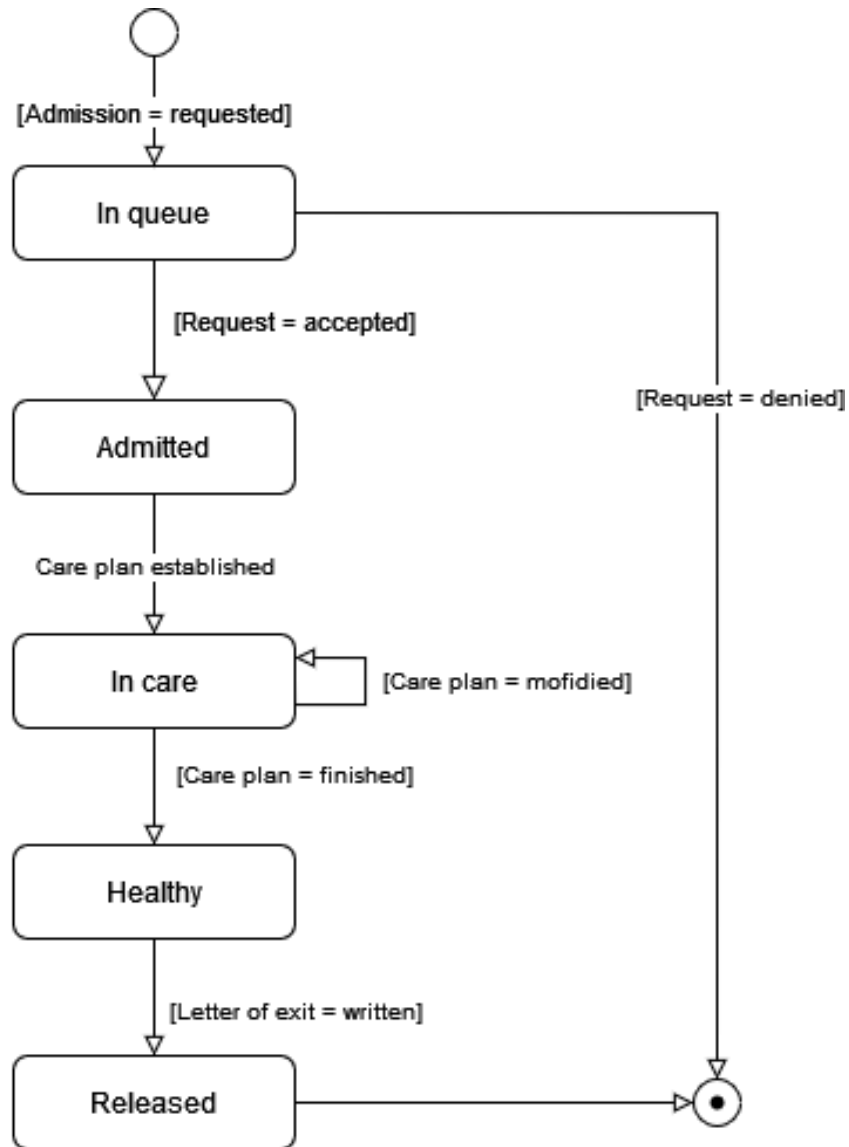 [Admission = requested]
In queue
[Request = accepted]
[Request = denied]
Admitted
Care plan established
In care
[Care plan = mofidied]
[Care plan = finished]
Healthy
[Letter of exit = written]
Released